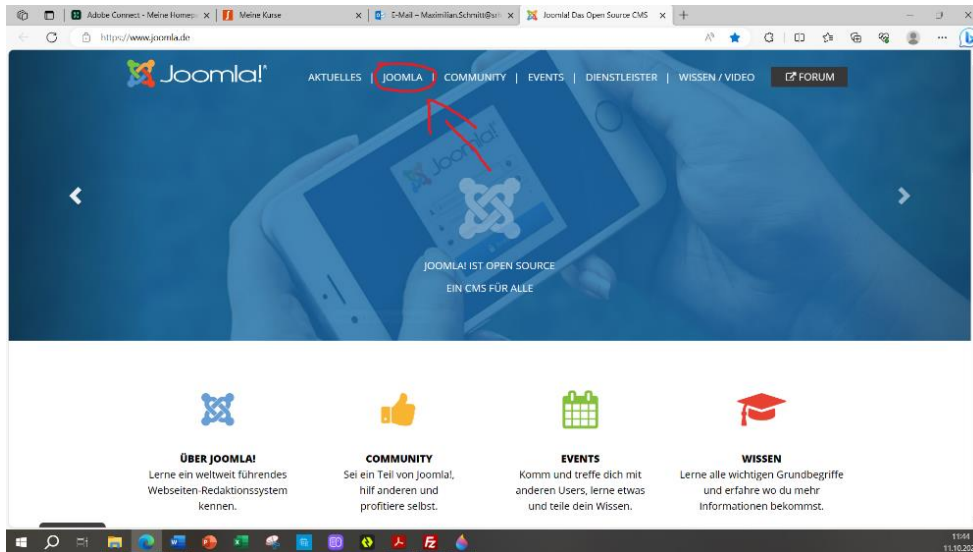 Adobe Connect - Meine Homep
Meine Kurse
E-Mail – Maximilian.Schmitt@srh
Joomla! Das Open Source CMS
https://www.joomla.de
Joomla!
AKTUELLES | JOOMLA | COMMUNITY | EVENTS | DIENSTLEISTER | WISSEN / VIDEO
FORUM
Joomla!
JOOMLA! IST OPEN SOURCE
EIN CMS FÜR ALLE
ÜBER JOOMLA!
Lerne ein weltweit führendes
Webseiten-Redaktionssystem
kennen.
COMMUNITY
Sei ein Teil von Joomla!,
hilf anderen und
profitiere selbst.
EVENTS
Komm und treffe dich mit
anderen Users, lerne etwas
und teile dein Wissen.
WISSEN
Lerne alle wichtigen Grundbegriffe
und erfahre wo du mehr
Informationen bekommst.
11:44
11.10.202